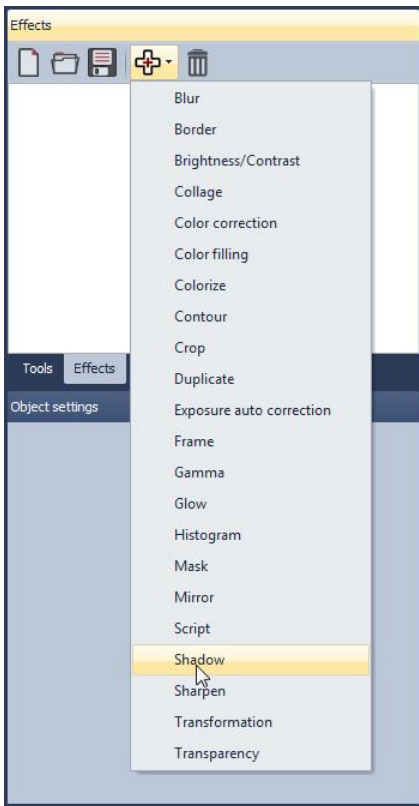 Effects
Blur
Border
Brightness/Contrast
Collage
Color correction
Color filling
Colorize
Contour
Crop
Duplicate
Exposure auto correction
Frame
Gamma
Glow
Histogram
Mask
Mirror
Script
Shadow
Sharpen
Transformation
Transparency
Tools Effects
Object settings